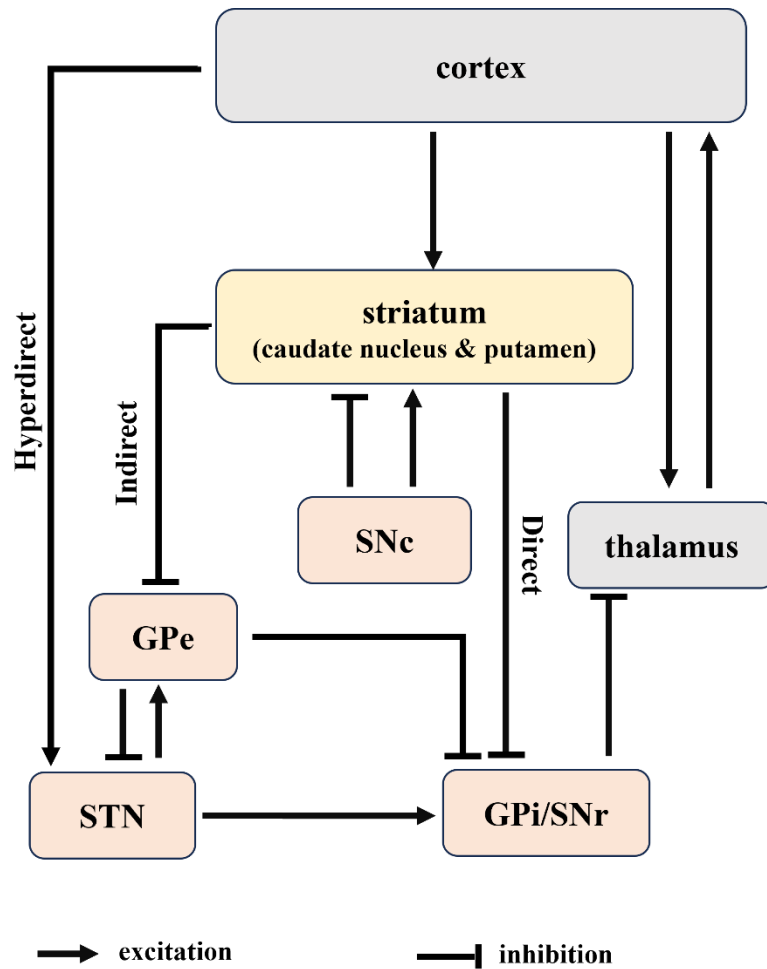 cortex
striatum
(caudate nucleus & putamen)
Hyperdirect
Indirect
SNc
Direct
thalamus
GPe
STN
GPi/SNr
excitation
inhibition